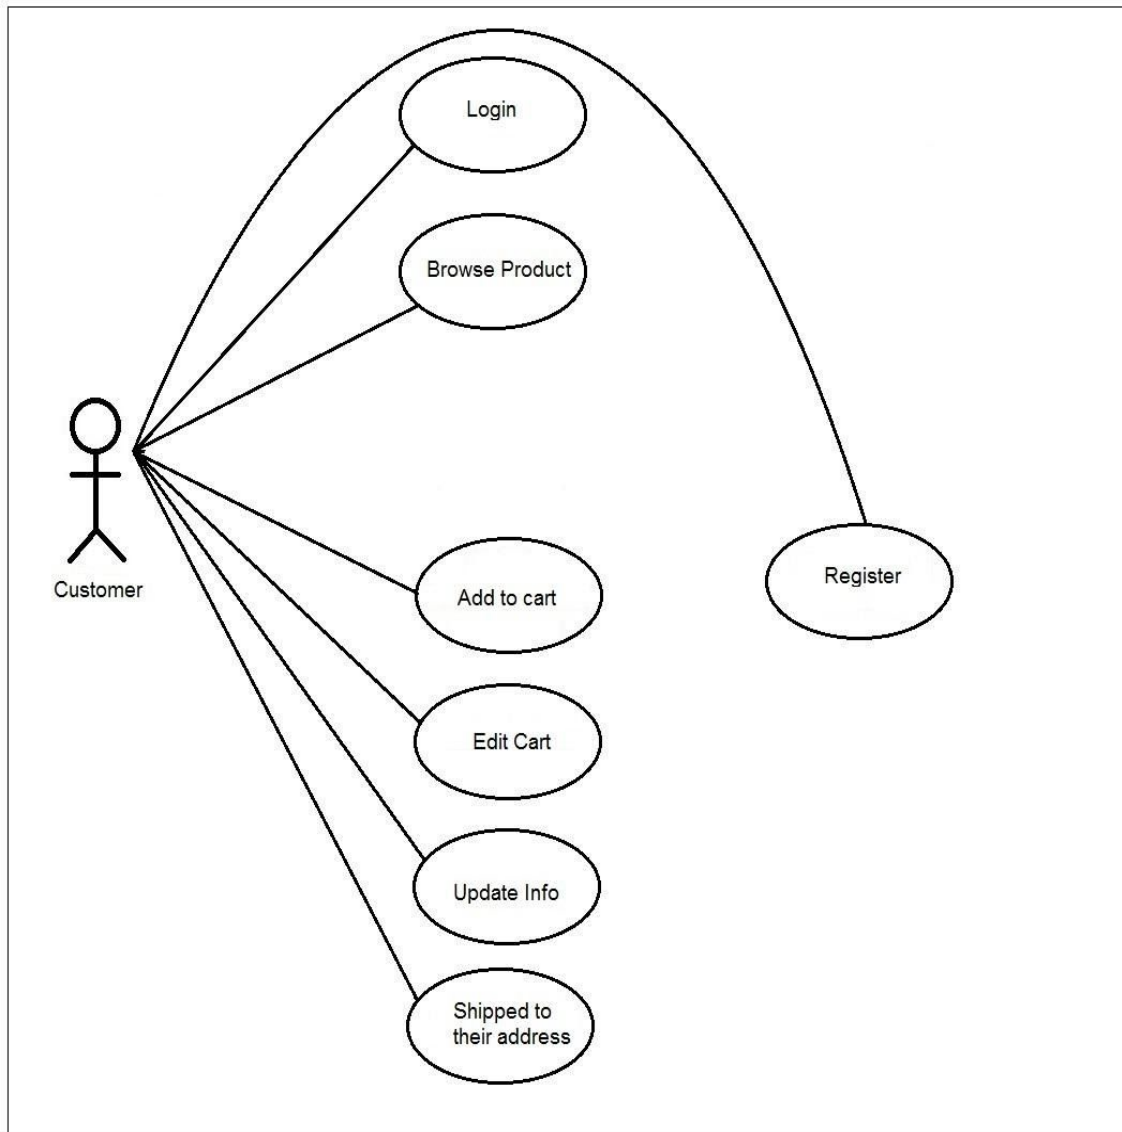 Login
Browse Product
Customer
Add to cart
Register
Edit Cart
Update Info
Shipped to
their address